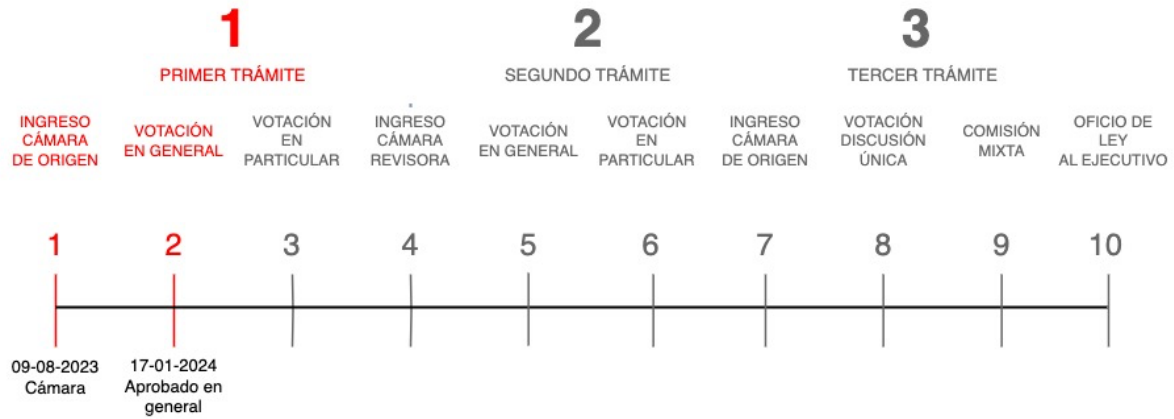 1
2
3
PRIMER TRÁMITE
SEGUNDO TRÁMITE
TERCER TRÁMITE
INGRESO
CÁMARA
DE ORIGEN
VOTACIÓN
EN GENERAL
VOTACIÓN
EN
PARTICULAR
INGRESO
CÁMARA
REVISORA
VOTACIÓN
EN GENERAL
VOTACIÓN
EN
PARTICULAR
INGRESO
CÁMARA
DE ORIGEN
VOTACIÓN
DISCUSIÓN
ÚNICA
COMISIÓN
MIXTA
OFICIO DE
LEY
AL EJECUTIVO
1
2
3
4
5
6
7
8
9
10
09-08-2023
Cámara
17-01-2024
Aprobado en
general